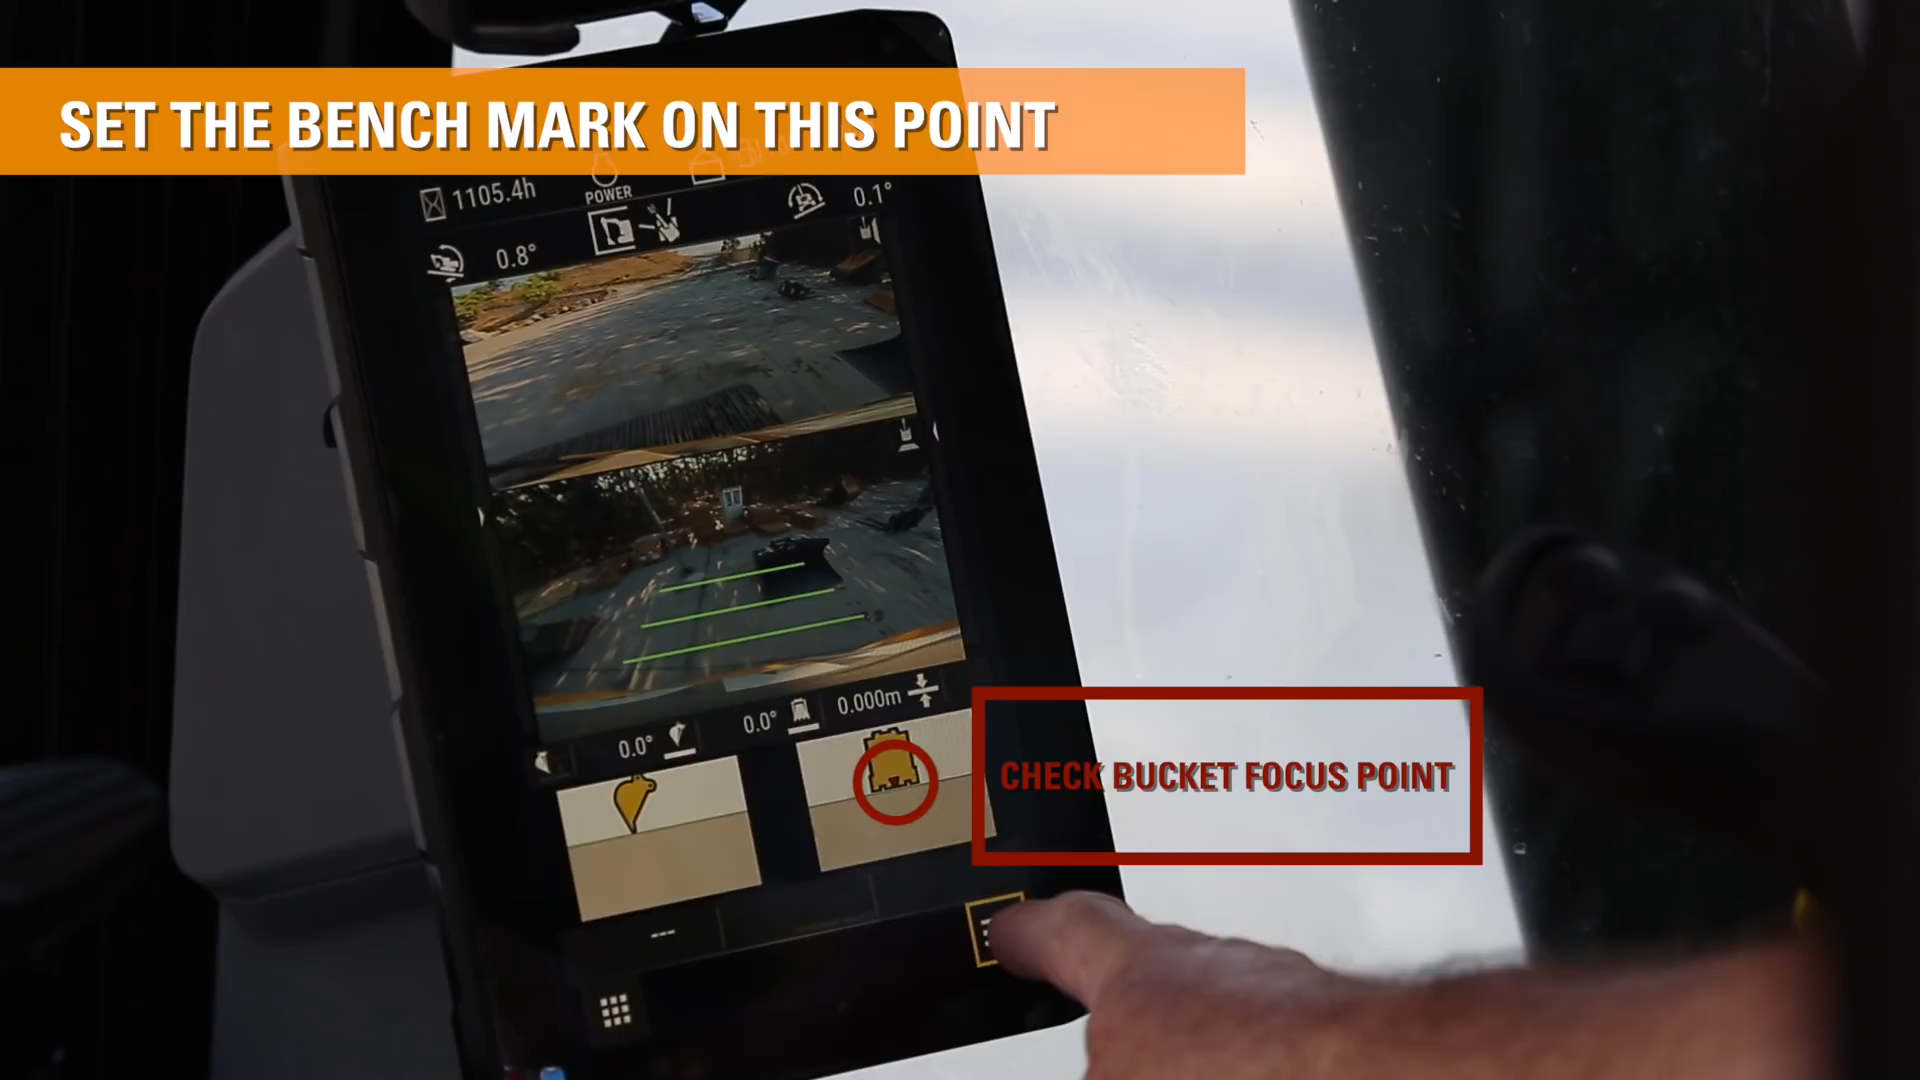 SET THE BENCH MARK ON THIS POINT
1105.4h
POWER
0.1°
0.8°
0.0°
0.0°
0.000m
CHECK BUCKET FOCUS POINT
---